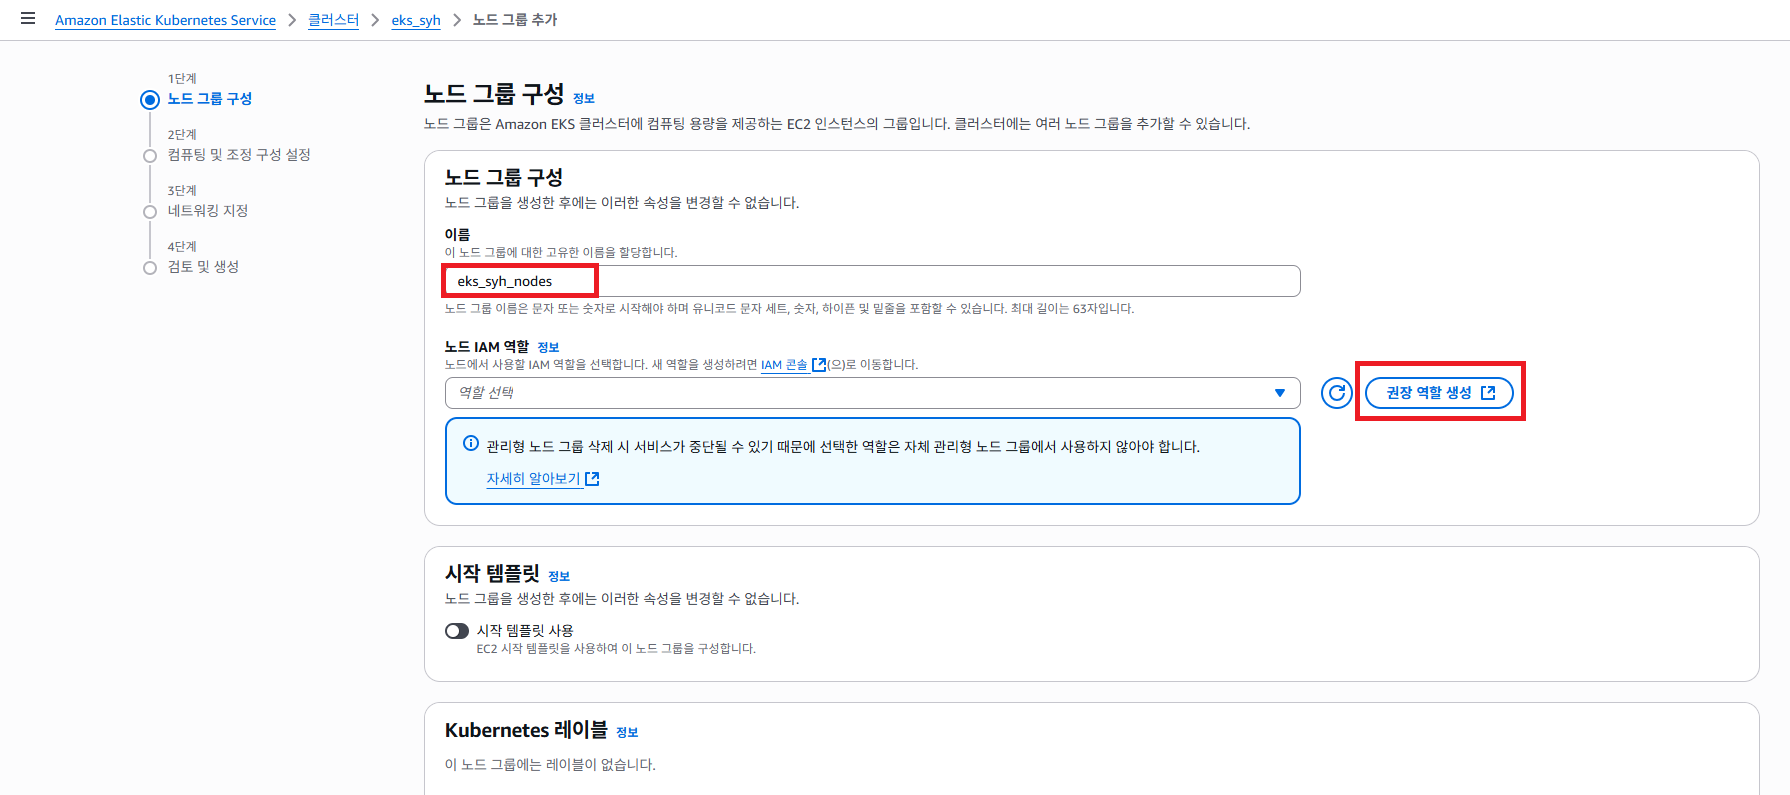 Amazon Elastic Kubernetes Service > 클러스터 > eks_syh > 노드 그룹 추가
1단계
노드 그룹 구성
2단계
컴퓨팅 및 조정 구성 설정
3단계
네트워킹 지정
4단계
검토 및 생성
노드 그룹 구성 정보
노드 그룹은 Amazon EKS 클러스터에 컴퓨팅 용량을 제공하는 EC2 인스턴스의 그룹입니다. 클러스터에는 여러 노드 그룹을 추가할 수 있습니다.
노드 그룹 구성
노드 그룹을 생성한 후에는 이러한 속성을 변경할 수 없습니다.
이름
이 노드 그룹에 대한 고유한 이름을 할당합니다.
eks_syh_nodes
노드 그룹 이름은 문자 또는 숫자로 시작해야 하며 유니코드 문자 세트, 숫자, 하이픈 및 밑줄을 포함할 수 있습니다. 최대 길이는 63자입니다.
노드 IAM 역할 정보
노드에서 사용할 IAM 역할을 선택합니다. 새 역할을 생성하려면 IAM 콘솔 (으)로 이동합니다.
역할 선택
권장 역할 생성
관리형 노드 그룹 삭제 시 서비스가 중단될 수 있기 때문에 선택한 역할은 자체 관리형 노드 그룹에서 사용하지 않아야 합니다.
자세히 알아보기
시작 템플릿 정보
노드 그룹을 생성한 후에는 이러한 속성을 변경할 수 없습니다.
시작 템플릿 사용
EC2 시작 템플릿을 사용하여 이 노드 그룹을 구성합니다.
Kubernetes 레이블 정보
이 노드 그룹에는 레이블이 없습니다.